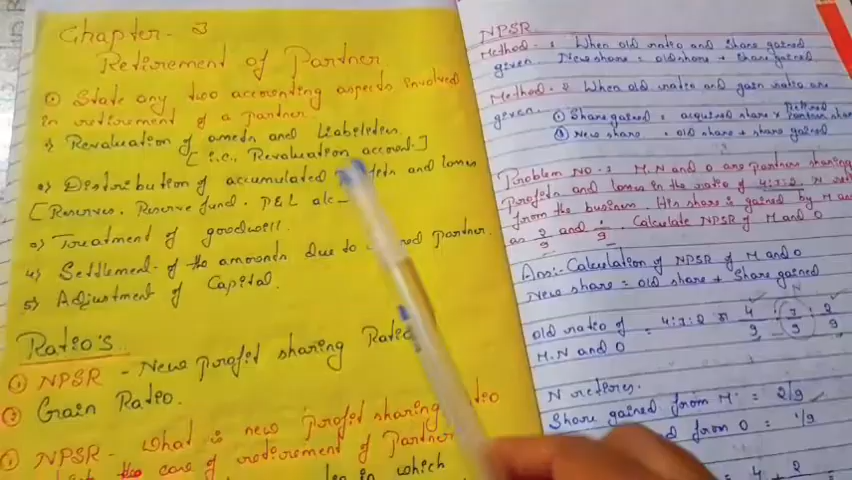 Chapter - 3
Retirement of Partner
State any two accounting aspects involved
in retirement of a partner.
1) Revaluation of assets and Liabilities.
[i.e., Revaluation account.]
2) Distribution of accumulated and losses
[Reserves. Reserve fund. P&L a/c
3) Treatment of goodwill.
4) Settlement of the amounts due to partner.
5) Adjustment of Capital.
Ratio's
1) NPSR - New profit sharing Ratio
2) Gain Ratio.
1) NPSR - what is new profit sharing ratio
the case of retirement of Partner
in which
NPSR
Method - 1 When old ratio and share gained
given. New share = old share + Share gained
Method - 2 When old ratio and gain ratio are
given. 1) Share gained = acquired share x Retired
share
2) New share = old share + share gained
Problem No - 1 M.N and O are partners sharing
Profits and losses in the ratio of 4:3:2. N
from the business. His share is gained by M and
as 2/9 and 1/9. Calculate NPSR of M and O
Ans:- Calculation of NPSR of M and O
New share = old share + Share gained
old ratio of = 4:3:2 4/9 : 3/9 : 2/9
M.N and O
N retires.
Share gained from M = 2/9
from O = 1/9
= 4 + 2 =